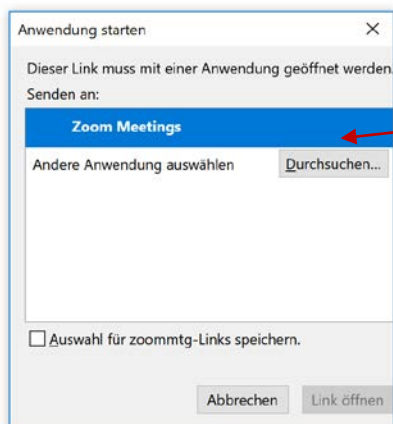 Anwendung starten
Dieser Link muss mit einer Anwendung geöffnet werden.
Senden an:
Zoom Meetings
Andere Anwendung auswählen Durchsuchen...
Auswahl für zoommtg-Links speichern.
Abbrechen Link öffnen